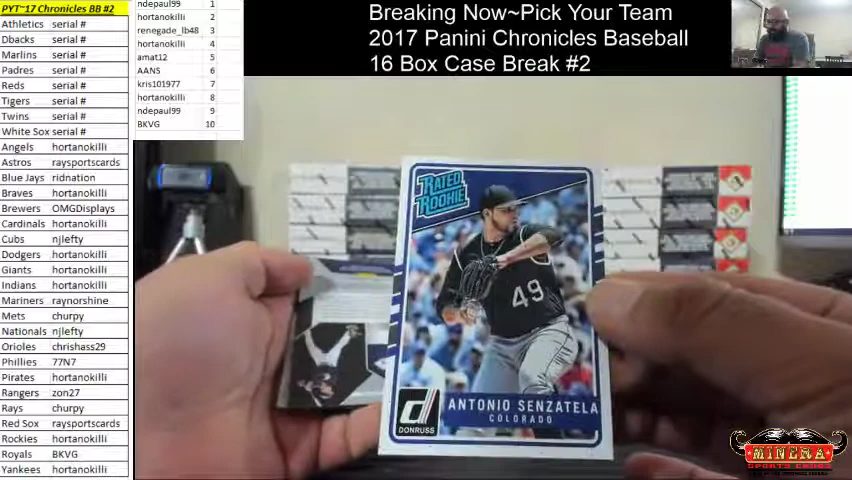 PYT~17 Chronicles BB #2
Athletics serial #
Dbacks serial #
Marlins serial #
Padres serial #
Reds serial #
Tigers serial #
Twins serial #
White Sox serial #
Angels hortanokilli
Astros raysportscards
Blue Jays ridnation
Braves hortanokilli
Brewers OMGDisplays
Cardinals hortanokilli
Cubs njlefty
Dodgers hortanokilli
Giants hortanokilli
Indians hortanokilli
Mariners raynorshine
Mets churpy
Nationals njlefty
Orioles chrishass29
Phillies 77N7
Pirates hortanokilli
Rangers zon27
Rays churpy
Red Sox raysportscards
Rockies hortanokilli
Royals BKVG
Yankees hortanokilli
ndepaul99 1
hortanokilli 2
renegade_lb48 3
hortanokilli 4
amat12 5
AANS 6
kris101977 7
hortanokilli 8
ndepaul99 9
BKVG 10
Breaking Now~Pick Your Team
2017 Panini Chronicles Baseball
16 Box Case Break #2
RATED
ROOKIE
49
DONRUSS
ANTONIO SENZATELA
COLORADO
MINERA
SPORTS CARDS